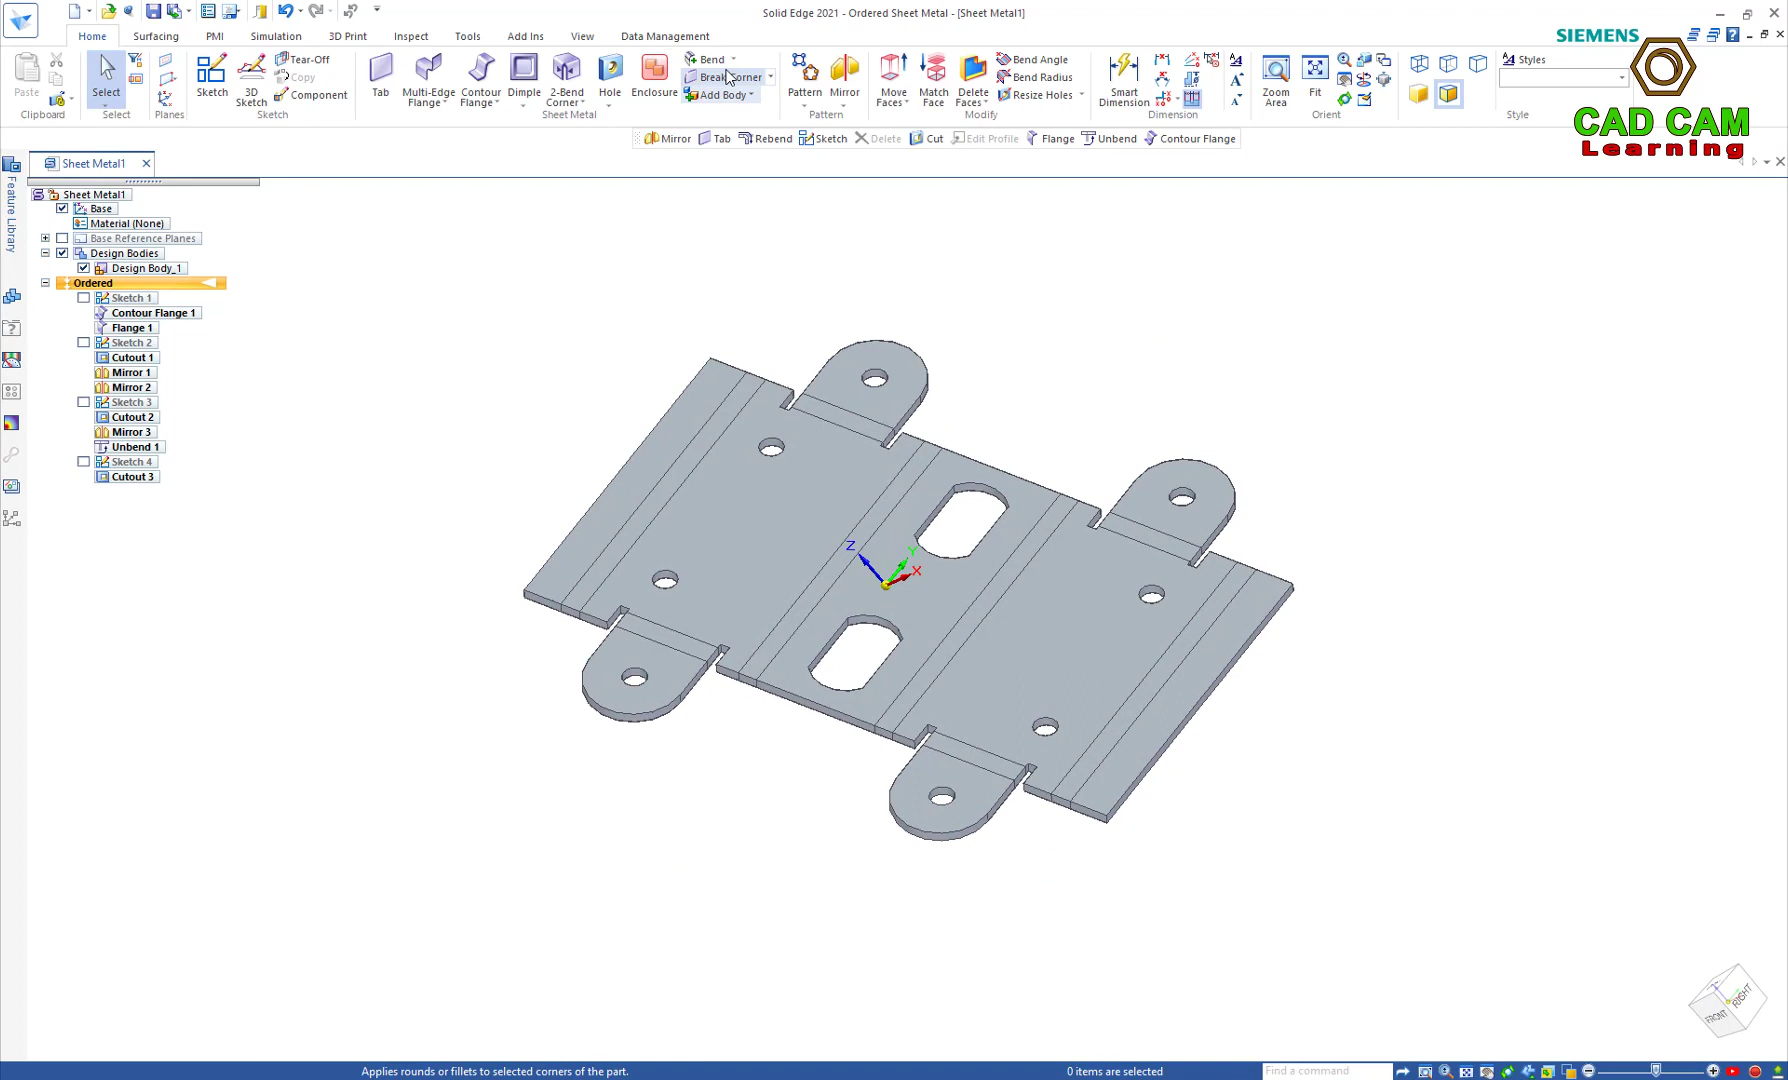 Solid Edge 2021 - Ordered Sheet Metal - [Sheet Metal1]
Home Surfacing PMI Simulation 3D Print Inspect Tools Add Ins View Data Management
SIEMENS
Paste
Clipboard
Select
Select
Planes
Sketch
3D Sketch
Tear-Off
Copy
Component
Sketch
Tab
Multi-Edge Flange
Contour Flange
Dimple
2-Bend Corner
Hole
Enclosure
Bend
Break Corner
Add Body
Sheet Metal
Pattern
Mirror
Pattern
Move Faces
Match Face
Delete Faces
Bend Angle
Bend Radius
Resize Holes
Modify
Smart Dimension
Dimension
Zoom Area
Fit
Orient
Styles
Style
CAD CAM
Learning
Mirror Tab Rebend Sketch Delete Cut Edit Profile Flange Unbend Contour Flange
Sheet Metal1
Feature Library
Sheet Metal1
Base
Material (None)
Base Reference Planes
Design Bodies
Design Body_1
Ordered
Sketch 1
Contour Flange 1
Flange 1
Sketch 2
Cutout 1
Mirror 1
Mirror 2
Sketch 3
Cutout 2
Mirror 3
Unbend 1
Sketch 4
Cutout 3
Z
Y
X
FRONT
RIGHT
Applies rounds or fillets to selected corners of the part.
0 items are selected
Find a command